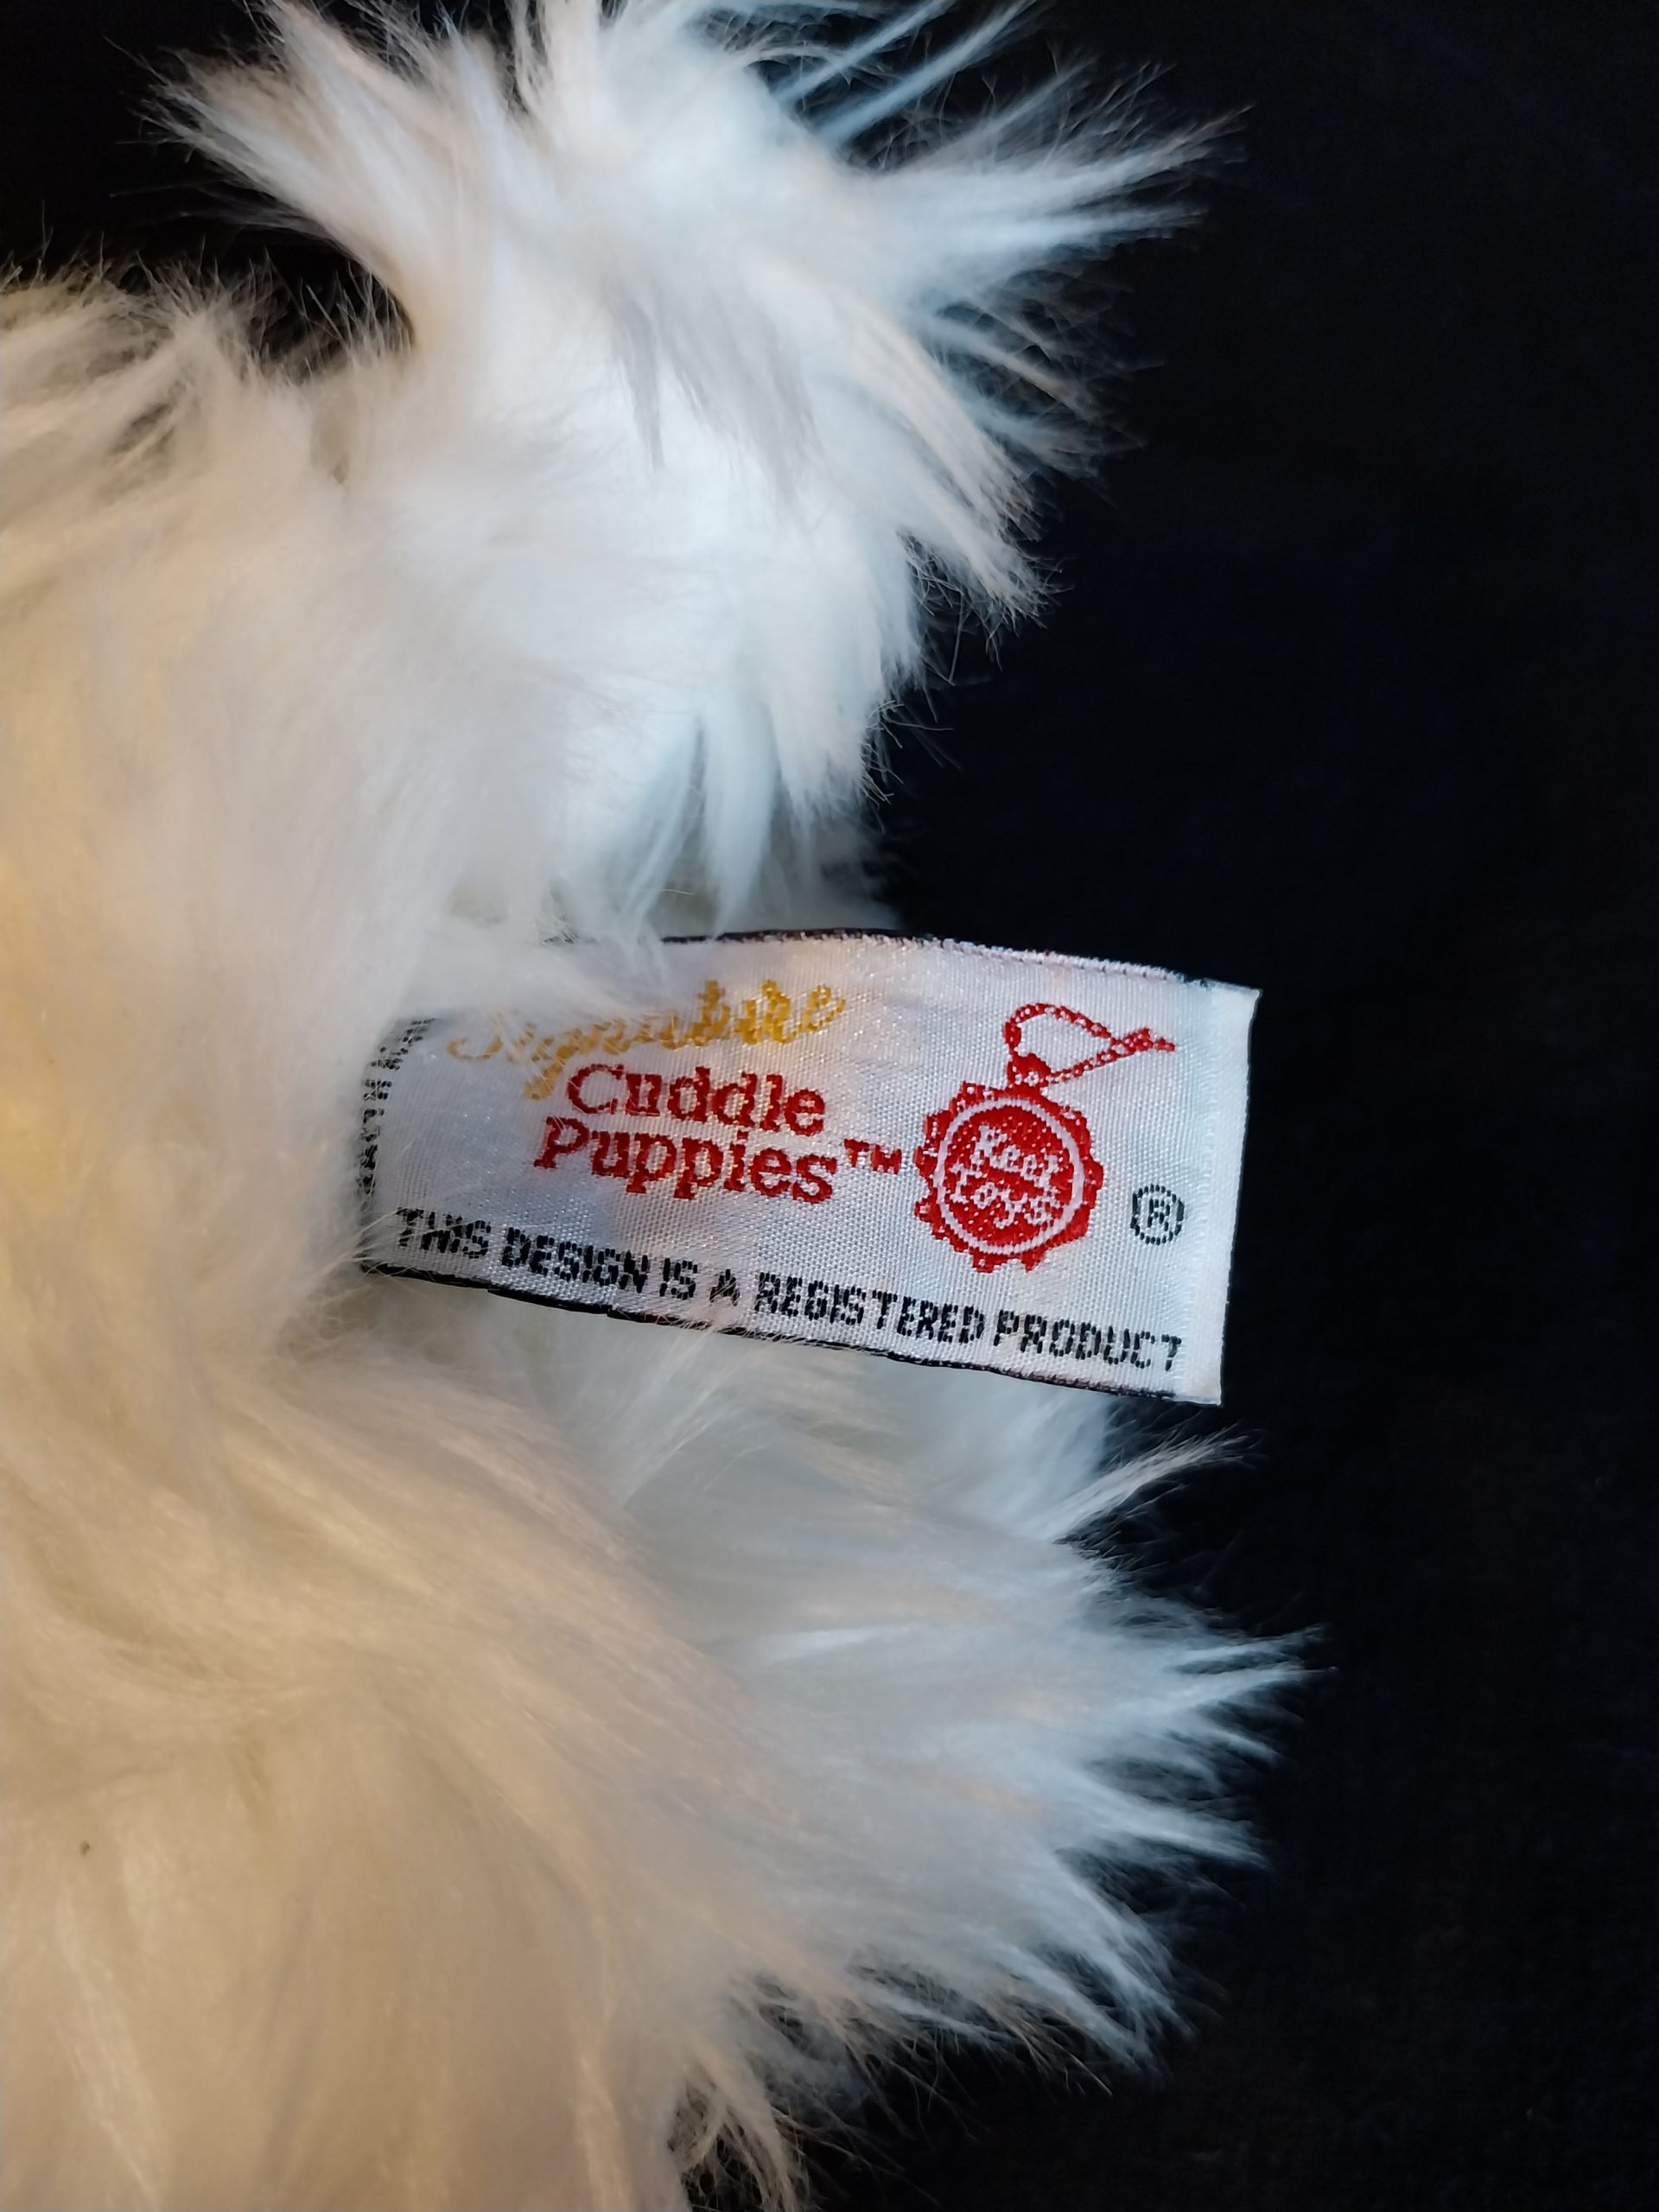 Signature
Cuddle
Puppies™
Keel
Toys
®
THIS DESIGN IS A REGISTERED PRODUCT